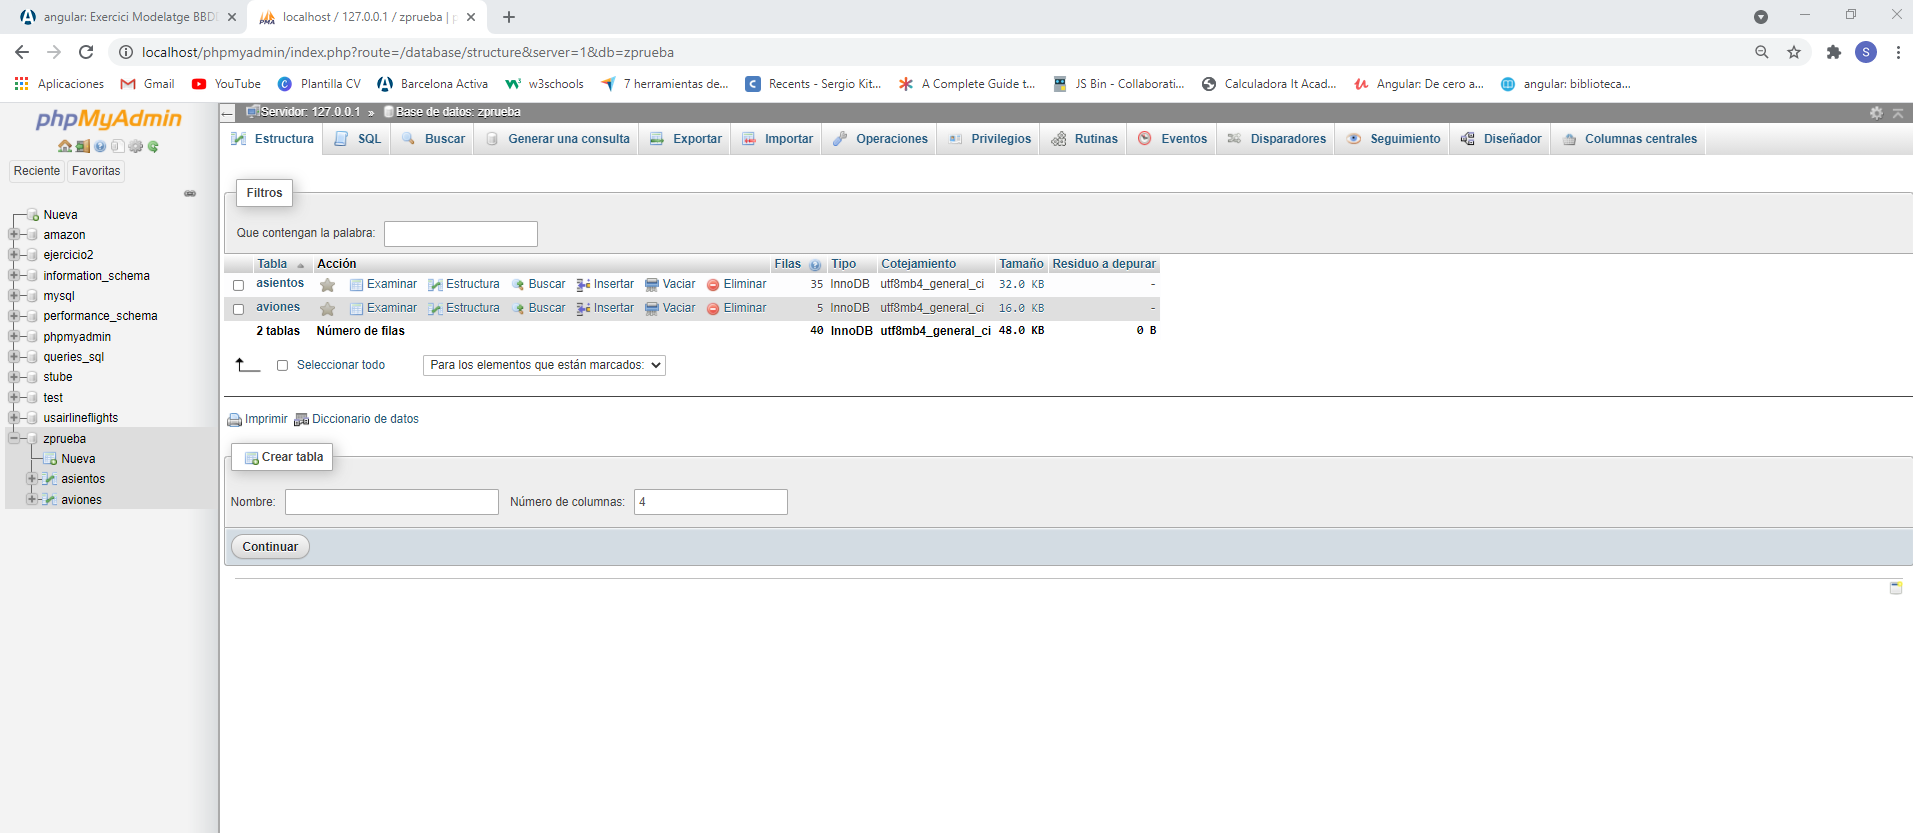 angular: Exercici Modelatge BBD
localhost / 127.0.0.1 / zprueba | p
localhost/phpmyadmin/index.php?route=/database/structure&server=1&db=zprueba
S
Aplicaciones
Gmail
YouTube
Plantilla CV
Barcelona Activa
w3schools
7 herramientas de...
Recents - Sergio Kit...
A Complete Guide t...
JS Bin - Collaborati...
Calculadora It Acad...
Angular: De cero a...
angular: biblioteca...
phpMyAdmin
Reciente
Favoritas
Nueva
amazon
ejercicio2
information_schema
mysql
performance_schema
phpmyadmin
queries_sql
stube
test
usairlineflights
zprueba
Nueva
asientos
aviones
Servidor: 127.0.0.1 » Base de datos: zprueba
Estructura
SQL
Buscar
Generar una consulta
Exportar
Importar
Operaciones
Privilegios
Rutinas
Eventos
Disparadores
Seguimiento
Diseñador
Columnas centrales
Filtros
Que contengan la palabra:
Tabla Acción Filas Tipo Cotejamiento Tamaño Residuo a depurar
asientos Examinar Estructura Buscar Insertar Vaciar Eliminar 35 InnoDB utf8mb4_general_ci 32.0 KB -
aviones Examinar Estructura Buscar Insertar Vaciar Eliminar 5 InnoDB utf8mb4_general_ci 16.0 KB -
2 tablas Número de filas 40 InnoDB utf8mb4_general_ci 48.0 KB 0 B
Seleccionar todo
Para los elementos que están marcados:
Imprimir Diccionario de datos
Crear tabla
Nombre: Número de columnas: 4
Continuar